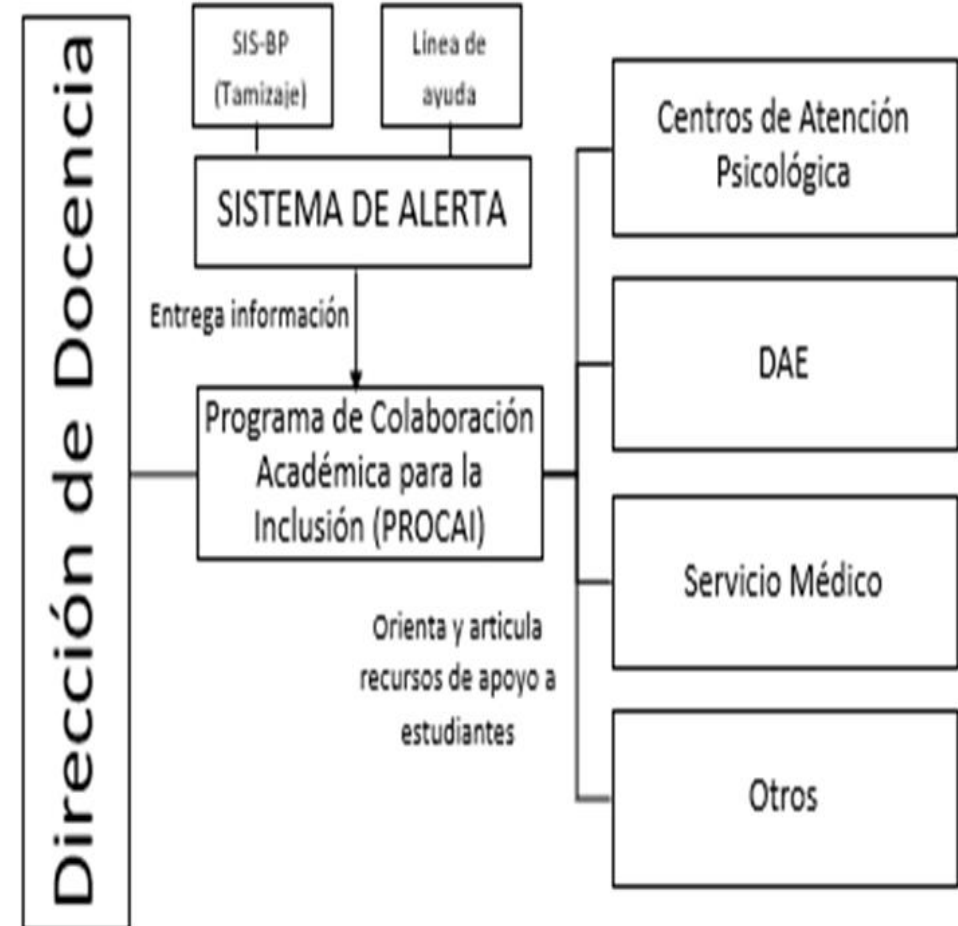 Dirección de Docencia
SIS-BP
(Tamizaje)
Línea de
ayuda
SISTEMA DE ALERTA
Entrega información
Programa de Colaboración
Académica para la
Inclusión (PROCAI)
Orienta y articula
recursos de apoyo a
estudiantes
Centros de Atención
Psicológica
DAE
Servicio Médico
Otros